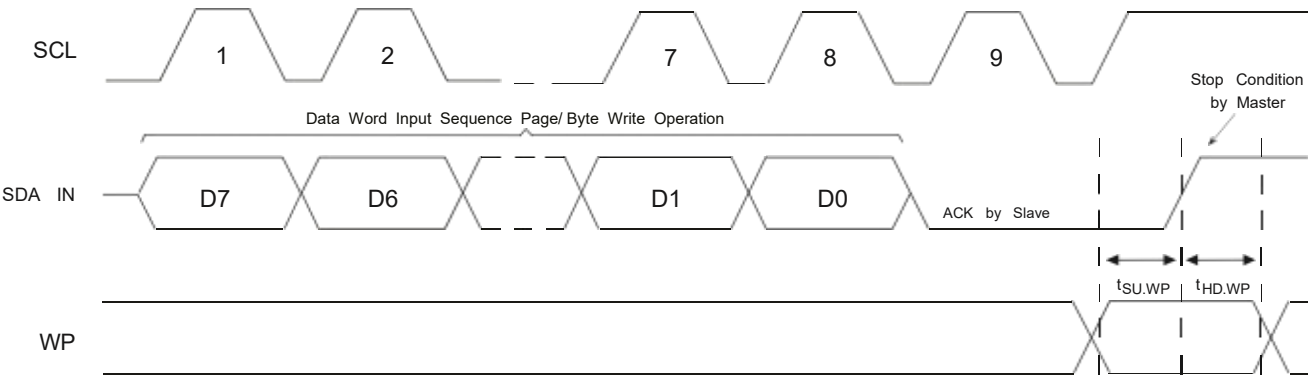 SCL
1
2
7
8
9
Stop Condition
by Master
Data Word Input Sequence Page/ Byte Write Operation
SDA IN
D7
D6
D1
D0
ACK by Slave
tSU.WP
tHD.WP
WP